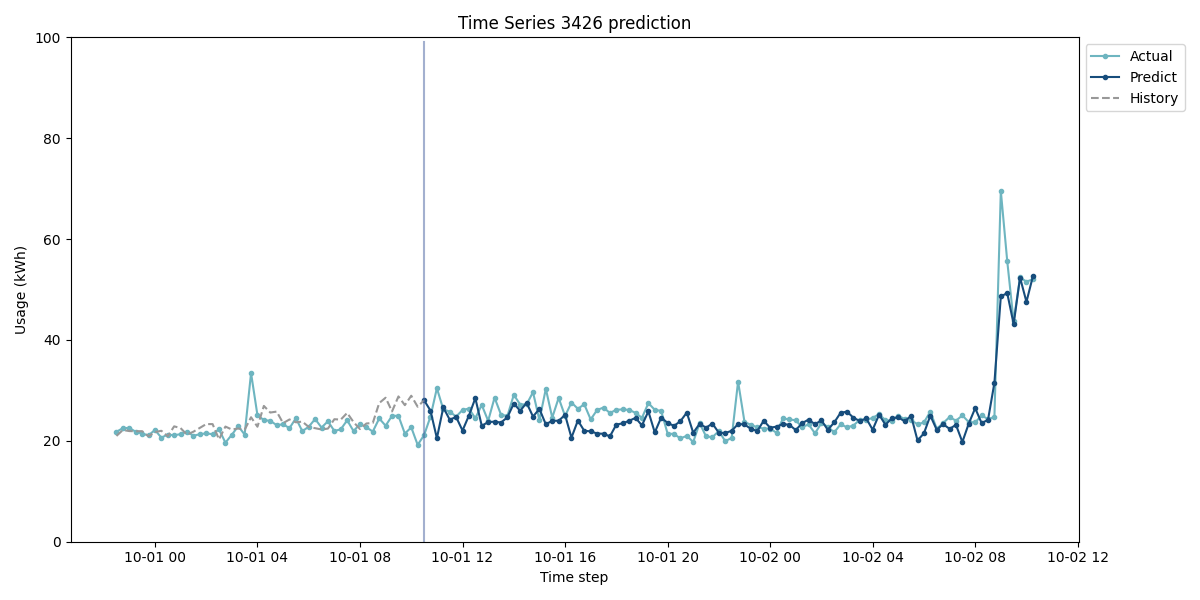 Time Series 3426 prediction
Usage (kWh)
100
80
60
40
20
0
10-01 00
10-01 04
10-01 08
10-01 12
10-01 16
10-01 20
10-02 00
10-02 04
10-02 08
10-02 12
Time step
Actual
Predict
History